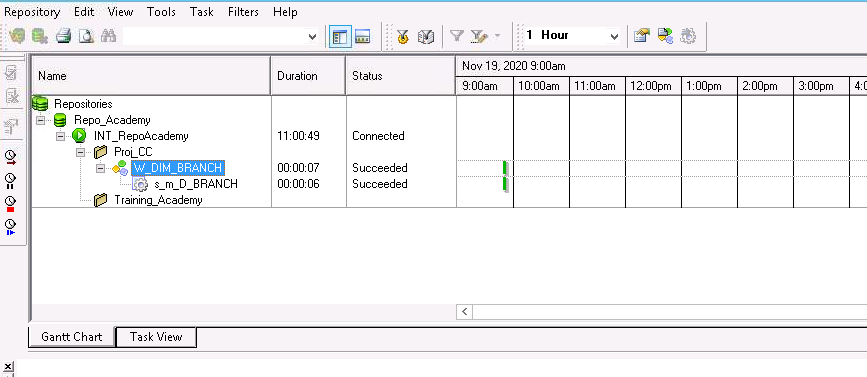 Repository Edit View Tools Task Filters Help
1 Hour
Name Duration Status Nov 19, 2020 9:00am
9:00am 10:00am 11:00am 12:00pm 1:00pm 2:00pm 3:00pm 4:0
Repositories
Repo_Academy
INT_RepoAcademy 11:00:49 Connected
Proj_CC
W_DIM_BRANCH 00:00:07 Succeeded
s_m_D_BRANCH 00:00:06 Succeeded
Training_Academy
Gantt Chart Task View